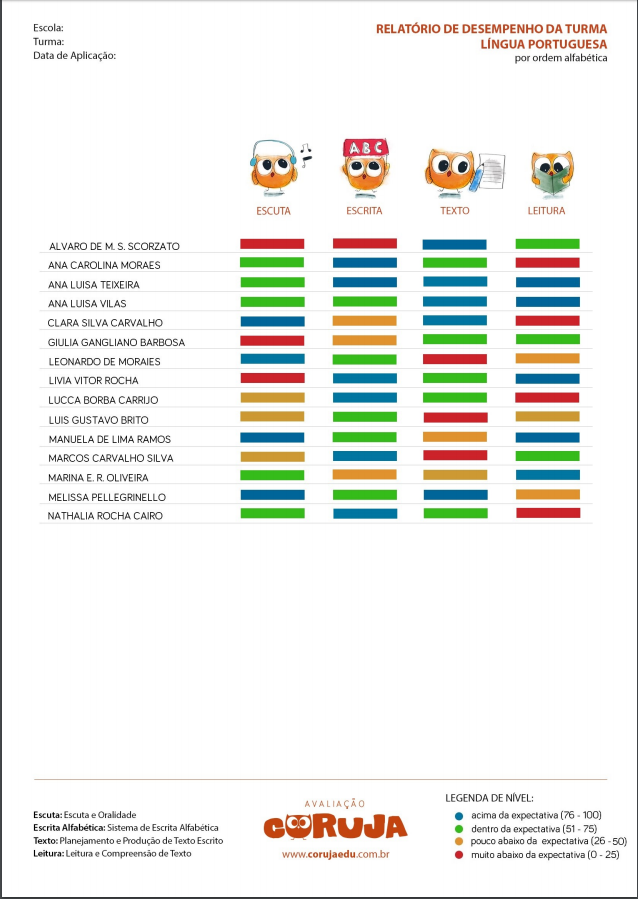 Escola:
Turma:
Data de Aplicação:
RELATÓRIO DE DESEMPENHO DA TURMA
LÍNGUA PORTUGUESA
por ordem alfabética
A B C
ESCUTA ESCRITA TEXTO LEITURA
ALVARO DE M. S. SCORZATO
ANA CAROLINA MORAES
ANA LUISA TEIXEIRA
ANA LUISA VILAS
CLARA SILVA CARVALHO
GIULIA GANGLIANO BARBOSA
LEONARDO DE MORAIES
LIVIA VITOR ROCHA
LUCCA BORBA CARRIJO
LUIS GUSTAVO BRITO
MANUELA DE LIMA RAMOS
MARCOS CARVALHO SILVA
MARINA E. R. OLIVEIRA
MELISSA PELLEGRINELLO
NATHALIA ROCHA CAIRO
Escuta: Escuta e Oralidade
Escrita Alfabética: Sistema de Escrita Alfabética
Texto: Planejamento e Produção de Texto Escrito
Leitura: Leitura e Compreensão de Texto
AVALIAÇÃO
CORUJA
www.corujaedu.com.br
LEGENDA DE NÍVEL:
acima da expectativa (76 - 100)
dentro da expectativa (51 - 75)
pouco abaixo da expectativa (26 - 50)
muito abaixo da expectativa (0 - 25)